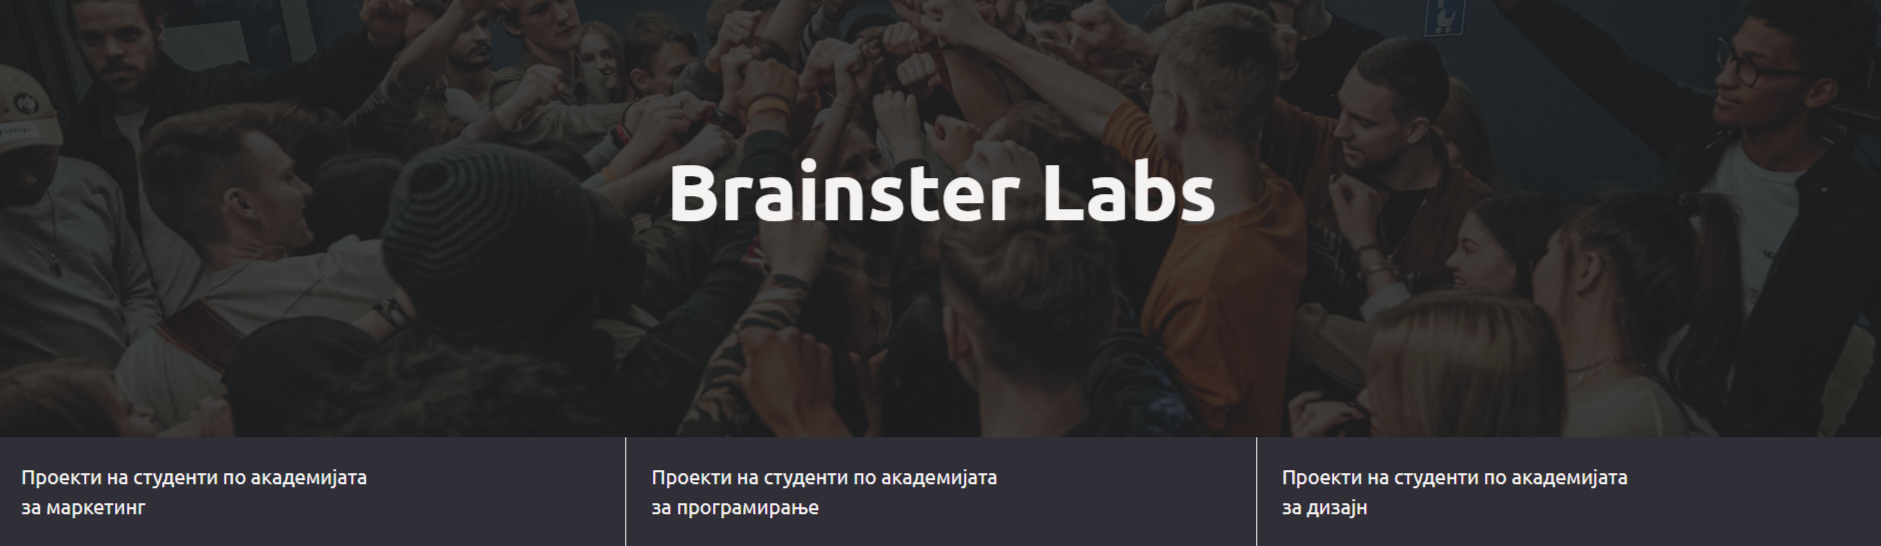 Brainster Labs
Проекти на студенти по академијата
за маркетинг
Проекти на студенти по академијата
за програмирање
Проекти на студенти по академијата
за дизајн